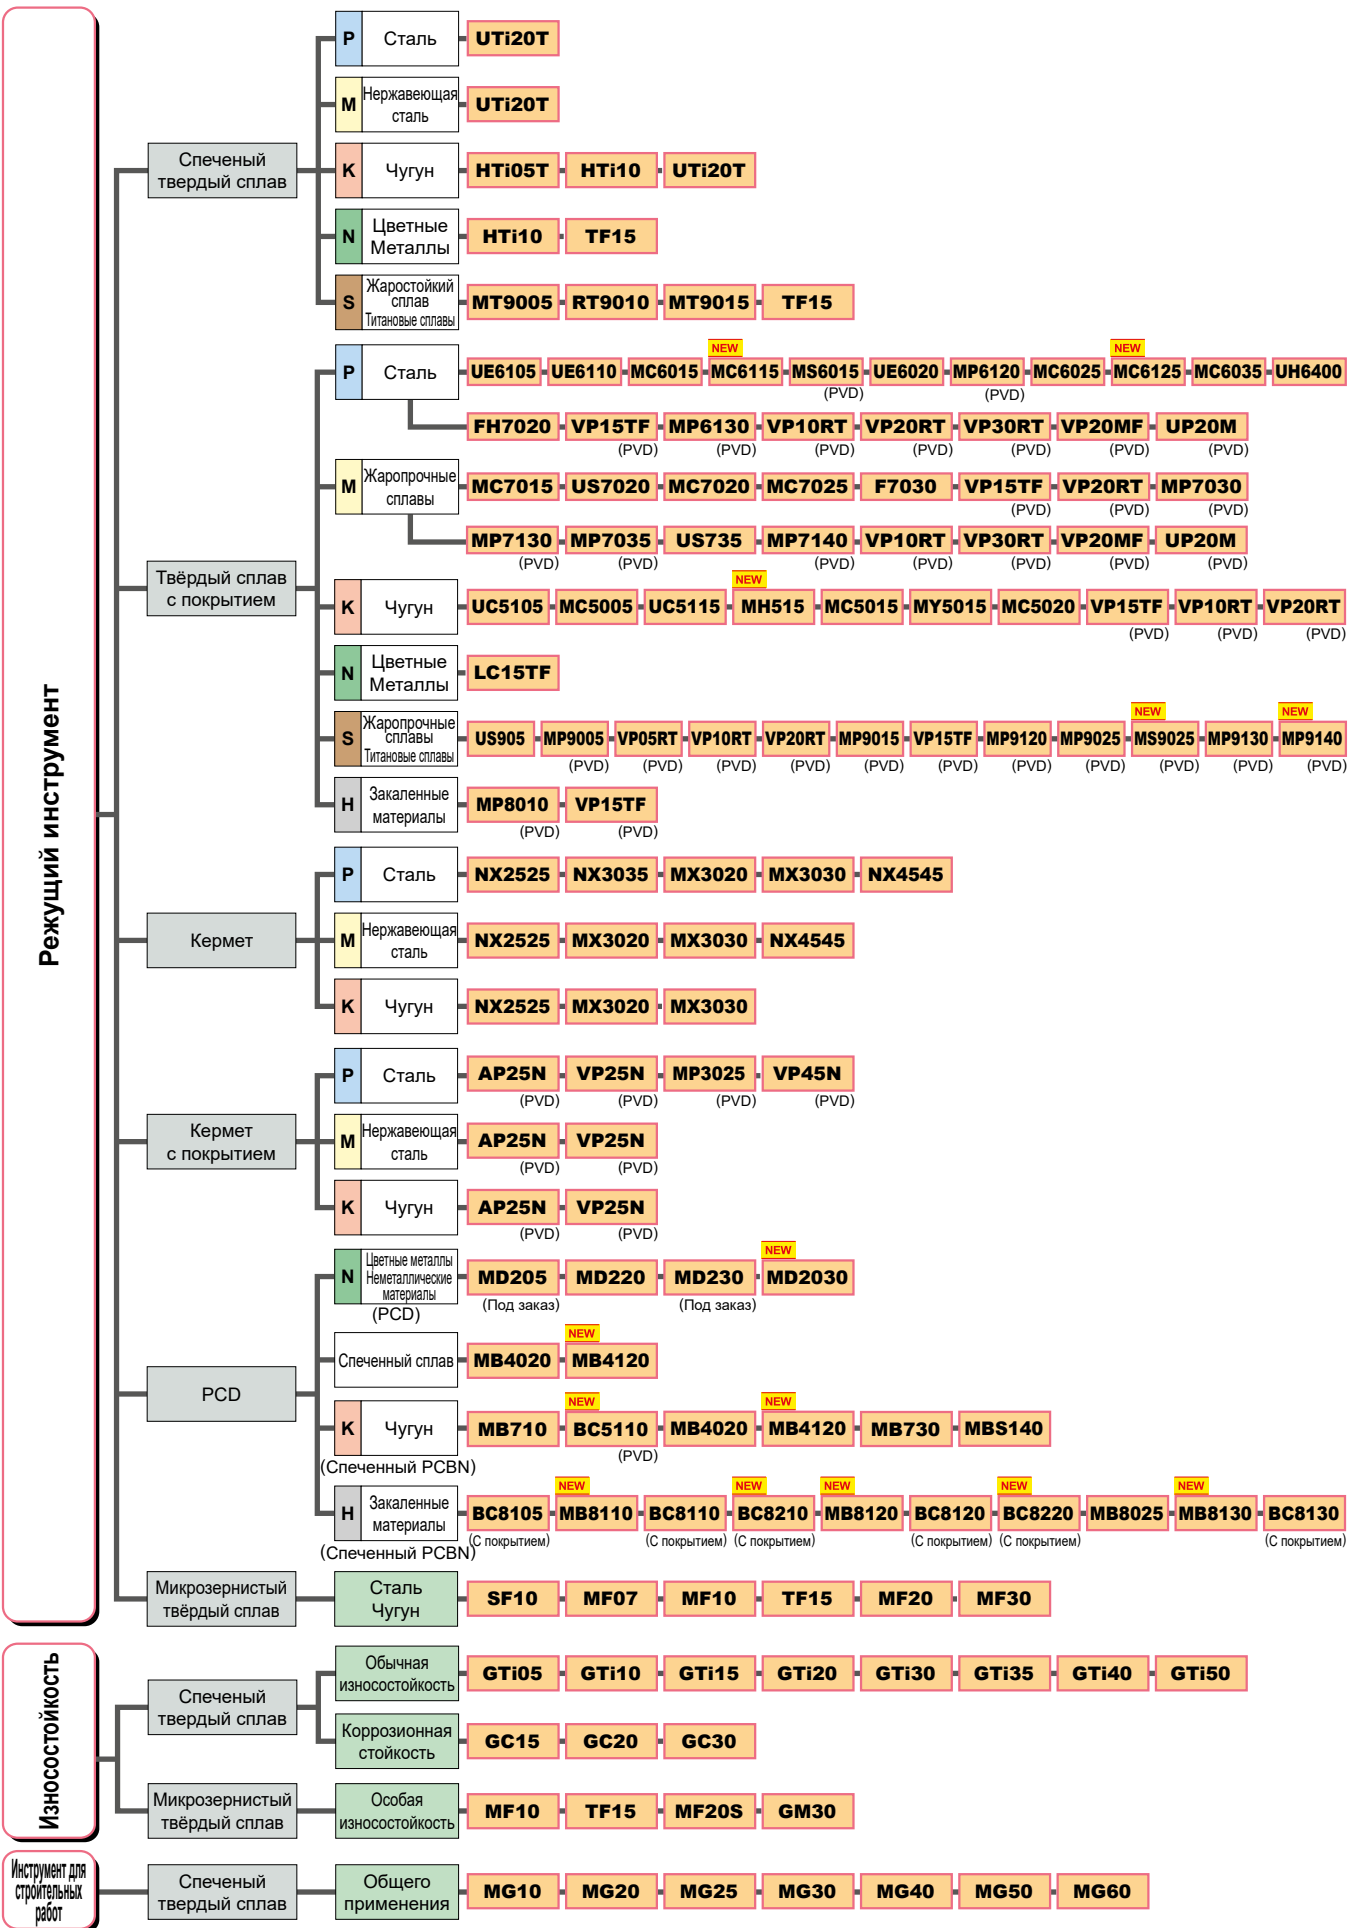 Режущий инструмент
Спеченый
твердый сплав
P Сталь UTi20T
M Нержавеющая
сталь UTi20T
K Чугун HTi05T HTi10 UTi20T
N Цветные
Металлы HTi10 TF15
S Жаростойкий
сплав
Титановые сплавы MT9005 RT9010 MT9015 TF15
Твёрдый сплав
с покрытием
NEW NEW
P Сталь UE6105 UE6110 MC6015 MC6115 MS6015 UE6020 MP6120 MC6025 MC6125 MC6035 UH6400
(PVD) (PVD)
FH7020 VP15TF MP6130 VP10RT VP20RT VP30RT VP20MF UP20M
(PVD) (PVD) (PVD) (PVD) (PVD) (PVD) (PVD)
M Жаропрочные
сплавы MC7015 US7020 MC7020 MC7025 F7030 VP15TF VP20RT MP7030
(PVD) (PVD) (PVD)
MP7130 MP7035 US735 MP7140 VP10RT VP30RT VP20MF UP20M
(PVD) (PVD) (PVD) (PVD) (PVD) (PVD) (PVD)
NEW
K Чугун UC5105 MC5005 UC5115 MH515 MC5015 MY5015 MC5020 VP15TF VP10RT VP20RT
(PVD) (PVD) (PVD)
N Цветные
Металлы LC15TF
NEW NEW
S Жаропрочные
сплавы
Титановые сплавы US905 MP9005 VP05RT VP10RT VP20RT MP9015 VP15TF MP9120 MP9025 MS9025 MP9130 MP9140
(PVD) (PVD) (PVD) (PVD) (PVD) (PVD) (PVD) (PVD) (PVD) (PVD) (PVD)
H Закаленные
материалы MP8010 VP15TF
(PVD) (PVD)
Кермет
P Сталь NX2525 NX3035 MX3020 MX3030 NX4545
M Нержавеющая
сталь NX2525 MX3020 MX3030 NX4545
K Чугун NX2525 MX3020 MX3030
Кермет
с покрытием
P Сталь AP25N VP25N MP3025 VP45N
(PVD) (PVD) (PVD) (PVD)
M Нержавеющая
сталь AP25N VP25N
(PVD) (PVD)
K Чугун AP25N VP25N
(PVD) (PVD)
PCD
NEW
N Цветные металлы
Неметаллические
материалы MD205 MD220 MD230 MD2030
(PCD) (Под заказ) (Под заказ)
NEW
Спеченный сплав MB4020 MB4120
NEW NEW
K Чугун MB710 BC5110 MB4020 MB4120 MB730 MBS140
(Спеченный PCBN) (PVD)
NEW NEW NEW NEW NEW
H Закаленные
материалы BC8105 MB8110 BC8110 BC8210 MB8120 BC8120 BC8220 MB8025 MB8130 BC8130
(Спеченный PCBN) (С покрытием) (С покрытием) (С покрытием) (С покрытием) (С покрытием) (С покрытием)
Микрозернистый
твёрдый сплав
Сталь
Чугун SF10 MF07 MF10 TF15 MF20 MF30
Износостойкость
Спеченый
твердый сплав
Обычная
износостойкость GTi05 GTi10 GTi15 GTi20 GTi30 GTi35 GTi40 GTi50
Коррозионная
стойкость GC15 GC20 GC30
Микрозернистый
твёрдый сплав
Особая
износостойкость MF10 TF15 MF20S GM30
Инструмент для
строительных
работ
Спеченый
твердый сплав
Общего
применения MG10 MG20 MG25 MG30 MG40 MG50 MG60